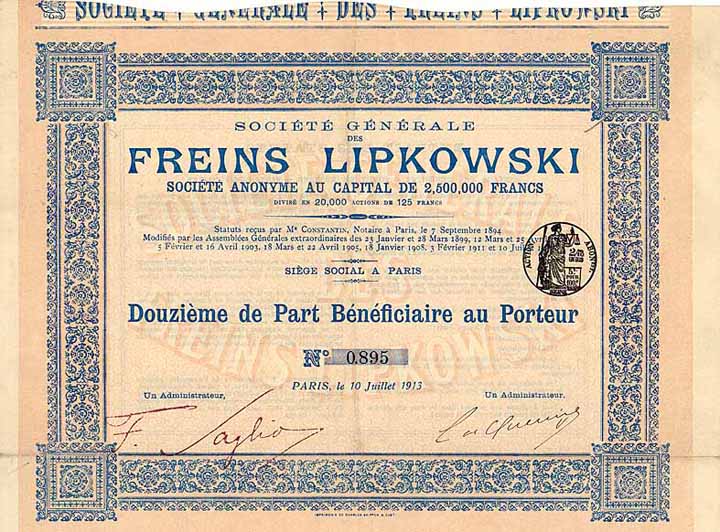 SOCIÉTÉ GÉNÉRALE DES FREINS LIPKOWSKI
SOCIÉTÉ GÉNÉRALE
DES
FREINS LIPKOWSKI
SOCIÉTÉ ANONYME AU CAPITAL DE 2,500,000 FRANCS
DIVISÉ EN 20,000 ACTIONS DE 125 FRANCS
Statuts reçus par Me CONSTANTIN, Notaire à Paris, le 7 Septembre 1894
Modifiés par les Assemblées Générales extraordinaires des 23 Janvier et 28 Mars 1899, 12 Mars et 25
5 Février et 16 Avril 1903, 18 Mars et 22 Avril 1905, 18 Janvier 1908, 3 Février 1911 et 10
SIÈGE SOCIAL A PARIS
Douzième de Part Bénéficiaire au Porteur
No 0.895
PARIS, le 10 Juillet 1913
Un Administrateur,
Un Administrateur,
F. Saglio